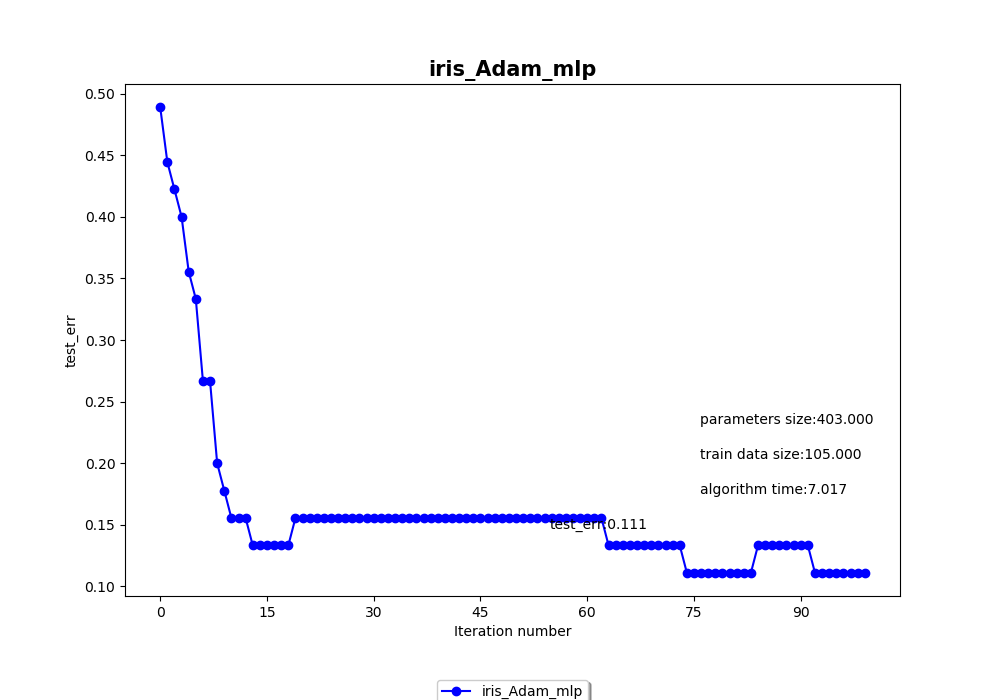 iris_Adam_mlp
0.50
0.45
0.40
0.35
0.30
0.25
0.20
0.15
0.10
test_err
parameters size:403.000
train data size:105.000
algorithm time:7.017
test_err:0.111
0 15 30 45 60 75 90
Iteration number
iris_Adam_mlp